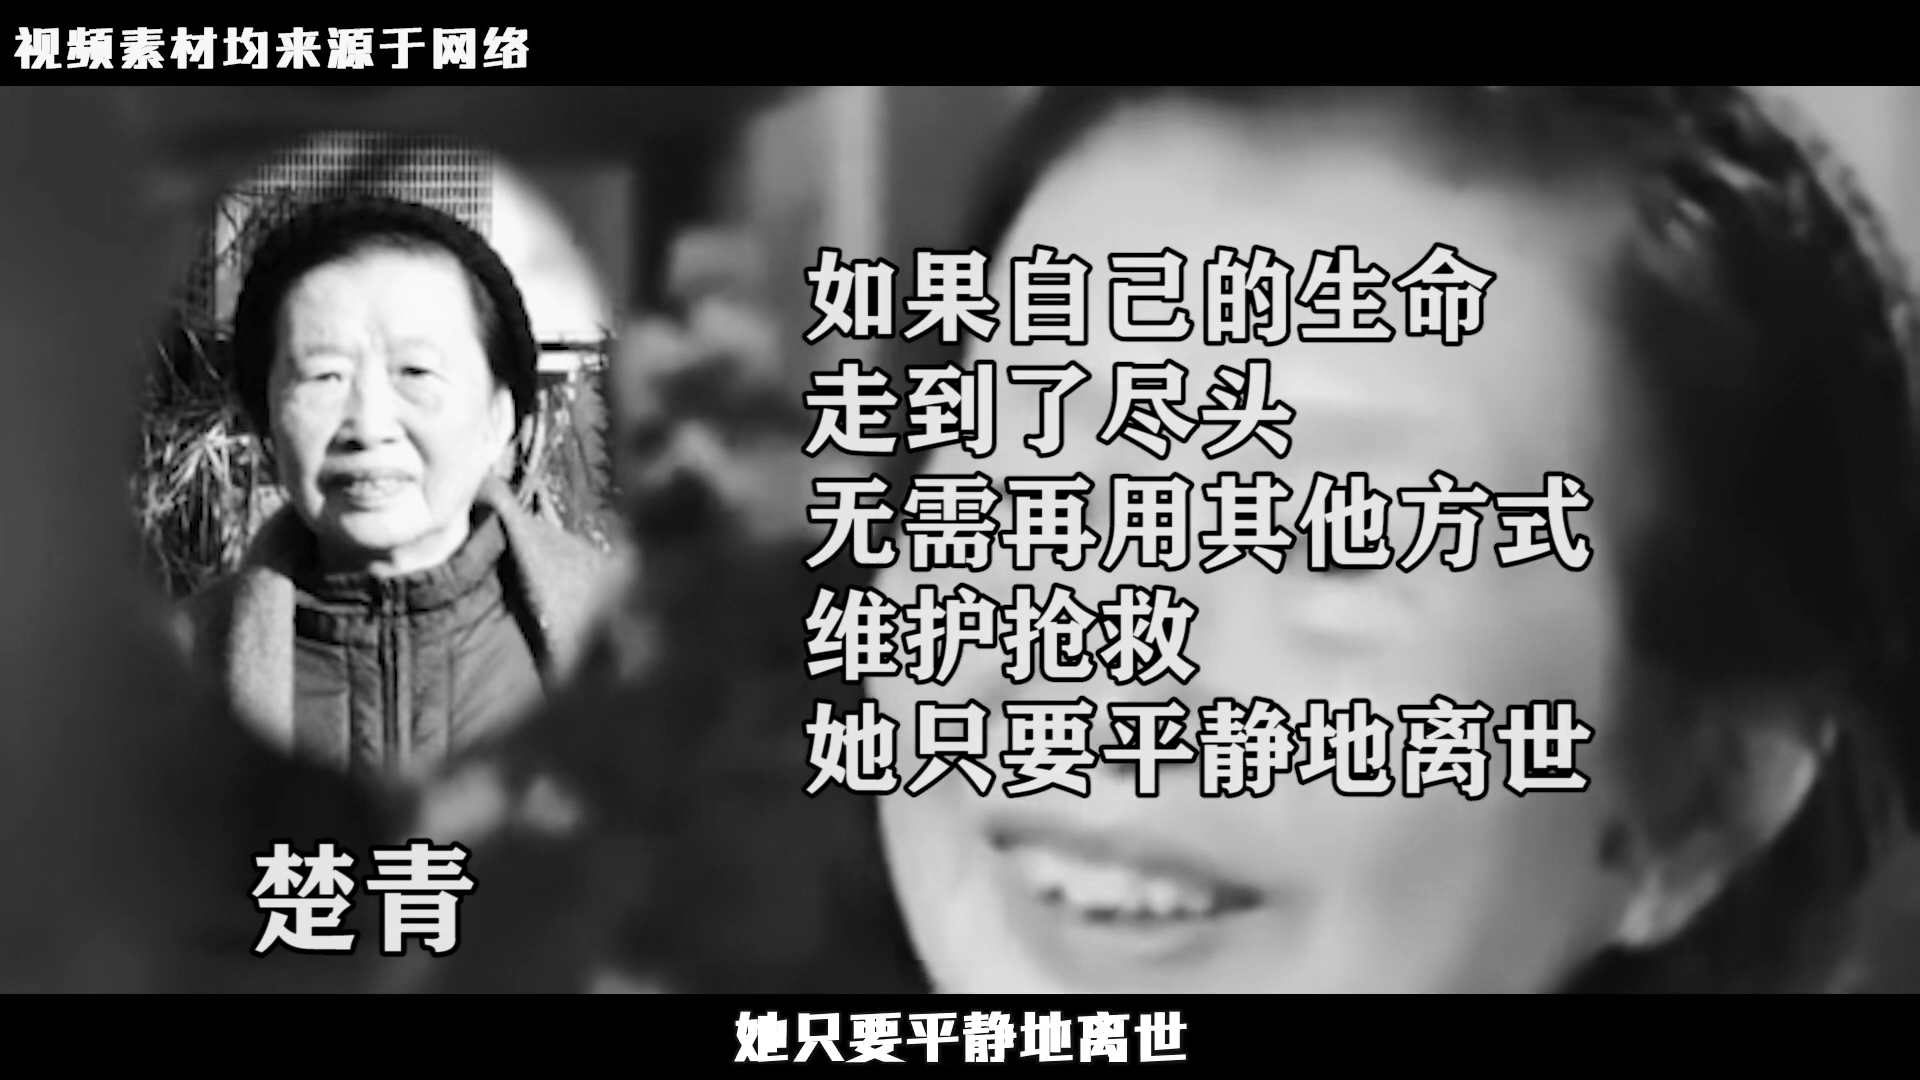 视频素材均来源于网络
如果自己的生命
走到了尽头
无需再用其他方式
维护抢救
她只要平静地离世
楚青
她只要平静地离世